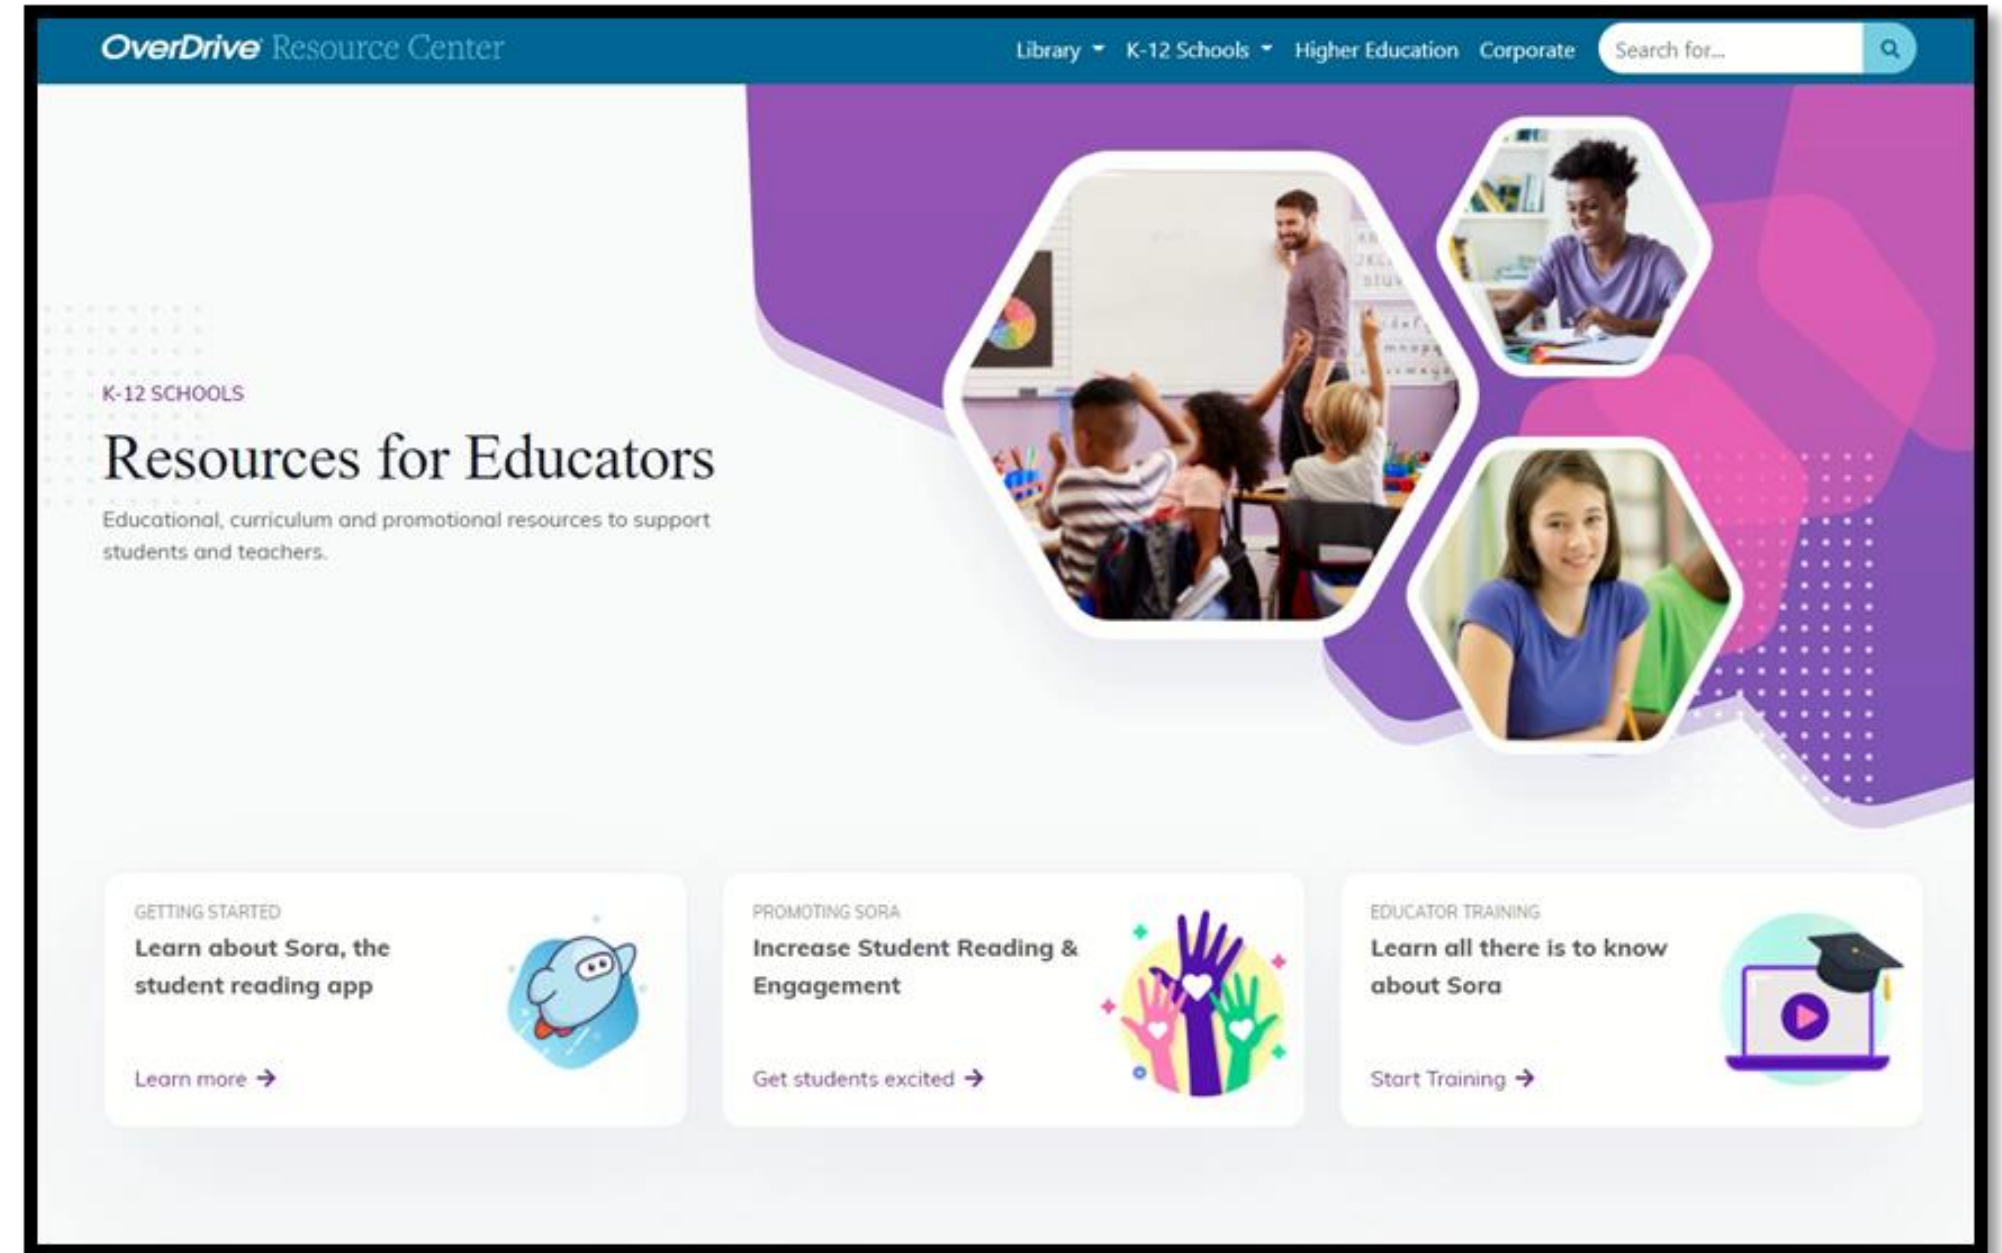 OverDrive Resource Center
Library K-12 Schools Higher Education Corporate Search for...
K-12 SCHOOLS
Resources for Educators
Educational, curriculum and promotional resources to support
students and teachers.
GETTING STARTED
Learn about Sora, the
student reading app
Learn more →
PROMOTING SORA
Increase Student Reading &
Engagement
Get students excited →
EDUCATOR TRAINING
Learn all there is to know
about Sora
Start Training →